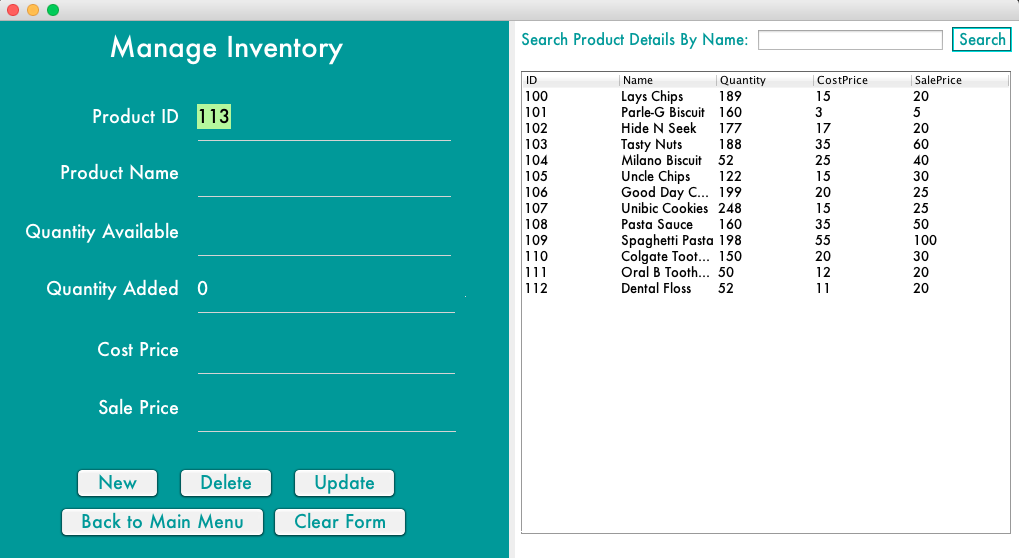 Manage Inventory
Product ID 113
Product Name
Quantity Available
Quantity Added 0
Cost Price
Sale Price
New Delete Update
Back to Main Menu Clear Form
Search Product Details By Name: Search
ID Name Quantity CostPrice SalePrice
100 Lays Chips 189 15 20
101 Parle-G Biscuit 160 3 5
102 Hide N Seek 177 17 20
103 Tasty Nuts 188 35 60
104 Milano Biscuit 52 25 40
105 Uncle Chips 122 15 30
106 Good Day C... 199 20 25
107 Unibic Cookies 248 15 25
108 Pasta Sauce 160 35 50
109 Spaghetti Pasta 198 55 100
110 Colgate Toot... 150 20 30
111 Oral B Tooth... 50 12 20
112 Dental Floss 52 11 20